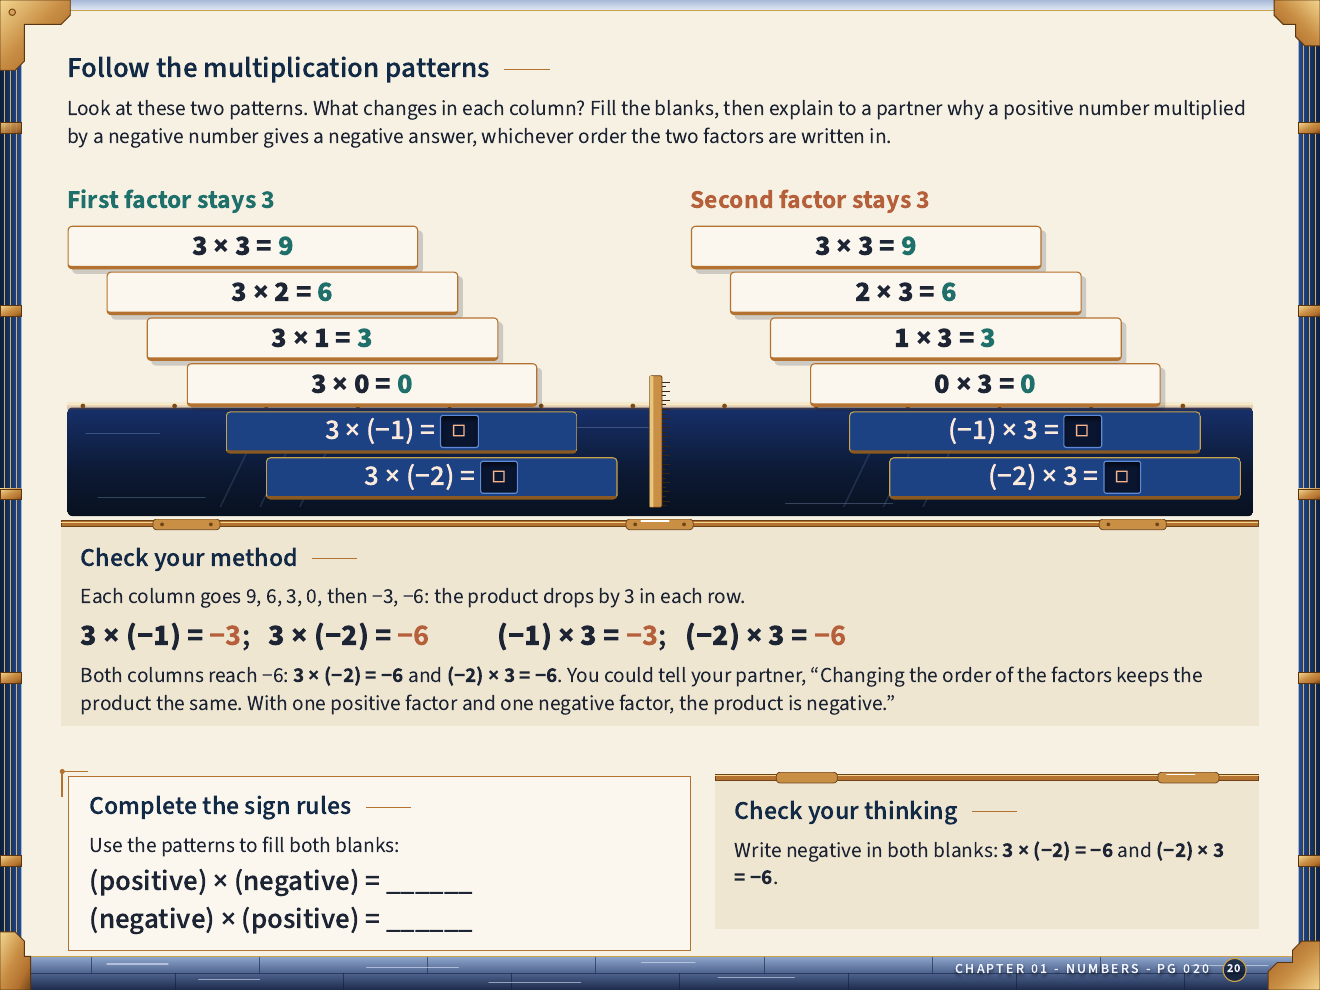 Follow the multiplication patterns
Look at these two patterns. What changes in each column? Fill the blanks, then explain to a partner why a positive number multiplied
by a negative number gives a negative answer, whichever order the two factors are written in.
First factor stays 3
3 × 3 = 9
3 × 2 = 6
3 × 1 = 3
3 × 0 = 0
3 × (−1) = □
3 × (−2) = □
Second factor stays 3
3 × 3 = 9
2 × 3 = 6
1 × 3 = 3
0 × 3 = 0
(−1) × 3 = □
(−2) × 3 = □
Check your method
Each column goes 9, 6, 3, 0, then −3, −6: the product drops by 3 in each row.
3 × (−1) = −3; 3 × (−2) = −6 (−1) × 3 = −3; (−2) × 3 = −6
Both columns reach −6: 3 × (−2) = −6 and (−2) × 3 = −6. You could tell your partner, “Changing the order of the factors keeps the
product the same. With one positive factor and one negative factor, the product is negative.”
Complete the sign rules
Use the patterns to fill both blanks:
(positive) × (negative) = ______
(negative) × (positive) = ______
Check your thinking
Write negative in both blanks: 3 × (−2) = −6 and (−2) × 3
= −6.
CHAPTER 01 - NUMBERS - PG 020 20